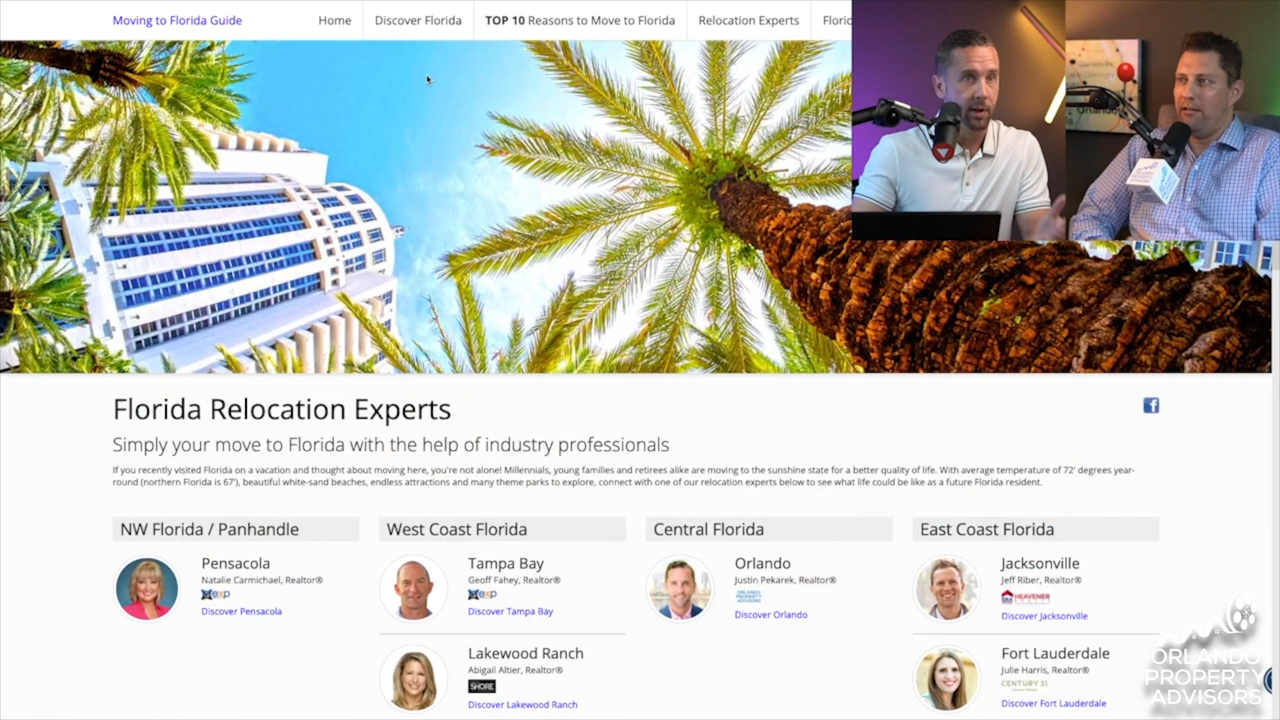 Moving to Florida Guide
Home
Discover Florida
TOP 10 Reasons to Move to Florida
Relocation Experts
Orlando
Florida Relocation Experts
Simply your move to Florida with the help of industry professionals
If you recently visited Florida on a vacation and thought about moving here, you're not alone! Millennials, young families and retirees alike are moving to the sunshine state for a better quality of life. With average temperature of 72' degrees year-
round (northern Florida is 67'), beautiful white-sand beaches, endless attractions and many theme parks to explore, connect with one of our relocation experts below to see what life could be like as a future Florida resident.
NW Florida / Panhandle
Pensacola
Natalie Carmichael, Realtor®
exp
Discover Pensacola
West Coast Florida
Tampa Bay
Geoff Fahey, Realtor®
exp
Discover Tampa Bay
Lakewood Ranch
Abigail Altier, Realtor®
SHORE
Discover Lakewood Ranch
Central Florida
Orlando
Justin Pekarek, Realtor®
ORLANDO
PROPERTY
ADVISORS
Discover Orlando
East Coast Florida
Jacksonville
Jeff Riber, Realtor®
HEAVENER
Discover Jacksonville
Fort Lauderdale
Julie Harris, Realtor®
CENTURY 21
Discover Fort Lauderdale
ORLANDO
PROPERTY
ADVISORS